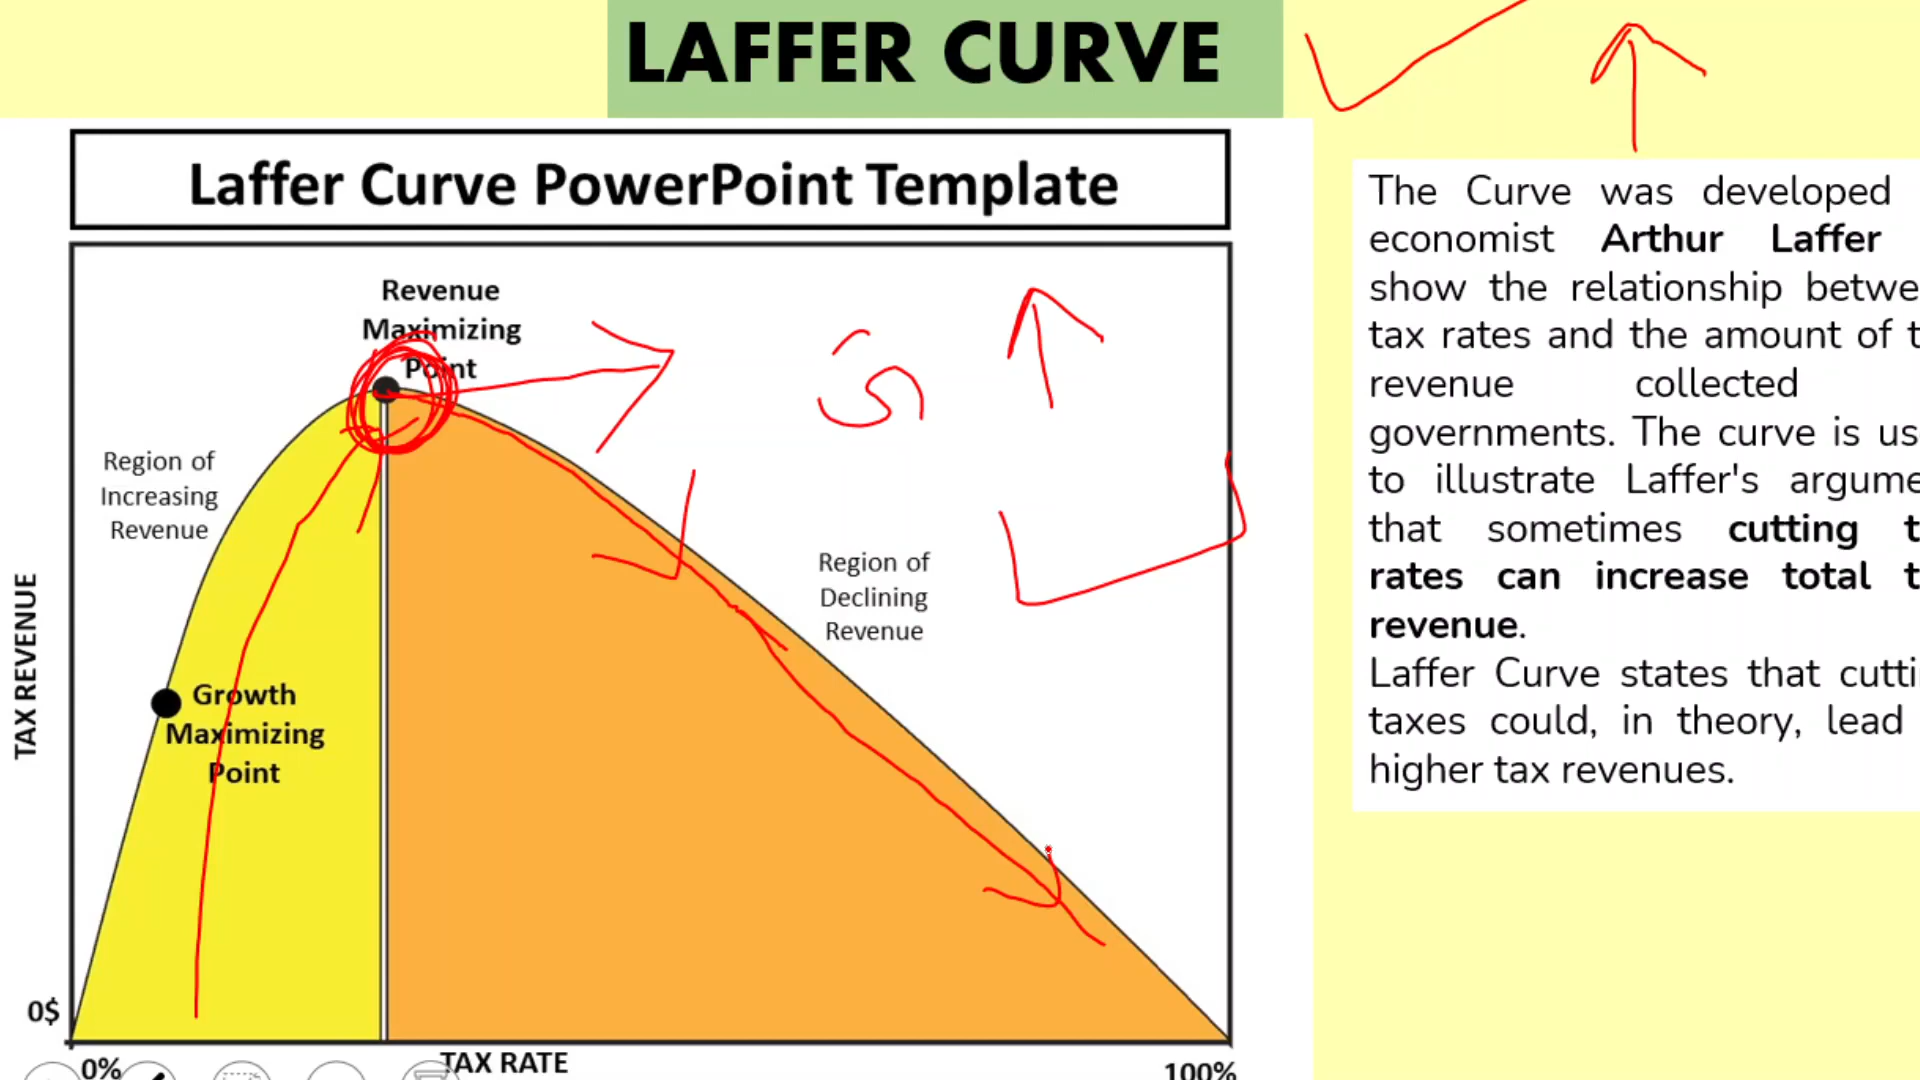 LAFFER CURVE
Laffer Curve PowerPoint Template
Revenue
Maximizing
Point
Region of
Increasing
Revenue
Region of
Declining
Revenue
Growth
Maximizing
Point
TAX REVENUE
0$
0%
TAX RATE
100%
The Curve was developed
economist Arthur Laffer
show the relationship betwe
tax rates and the amount of t
revenue collected
governments. The curve is us
to illustrate Laffer's argume
that sometimes cutting t
rates can increase total t
revenue.
Laffer Curve states that cutti
taxes could, in theory, lead
higher tax revenues.